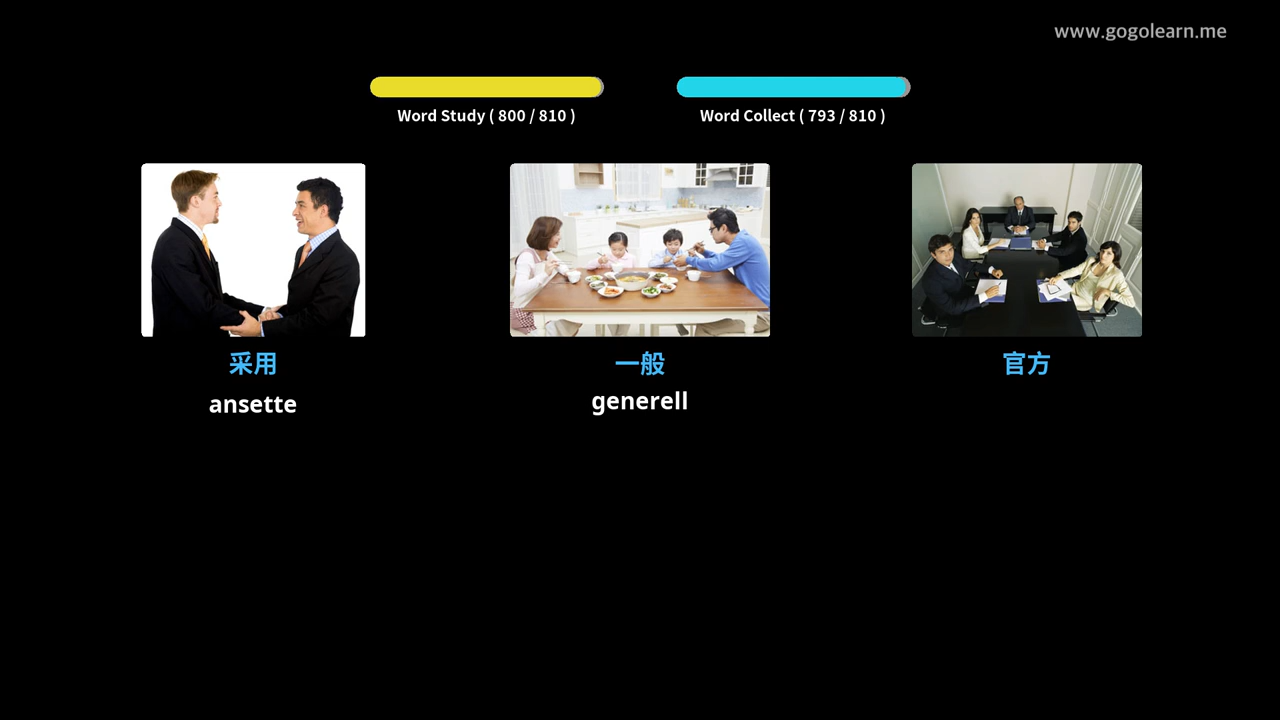 www.gogolearn.me
Word Study ( 800 / 810 )
Word Collect ( 793 / 810 )
采用
一般
官方
ansette
generell